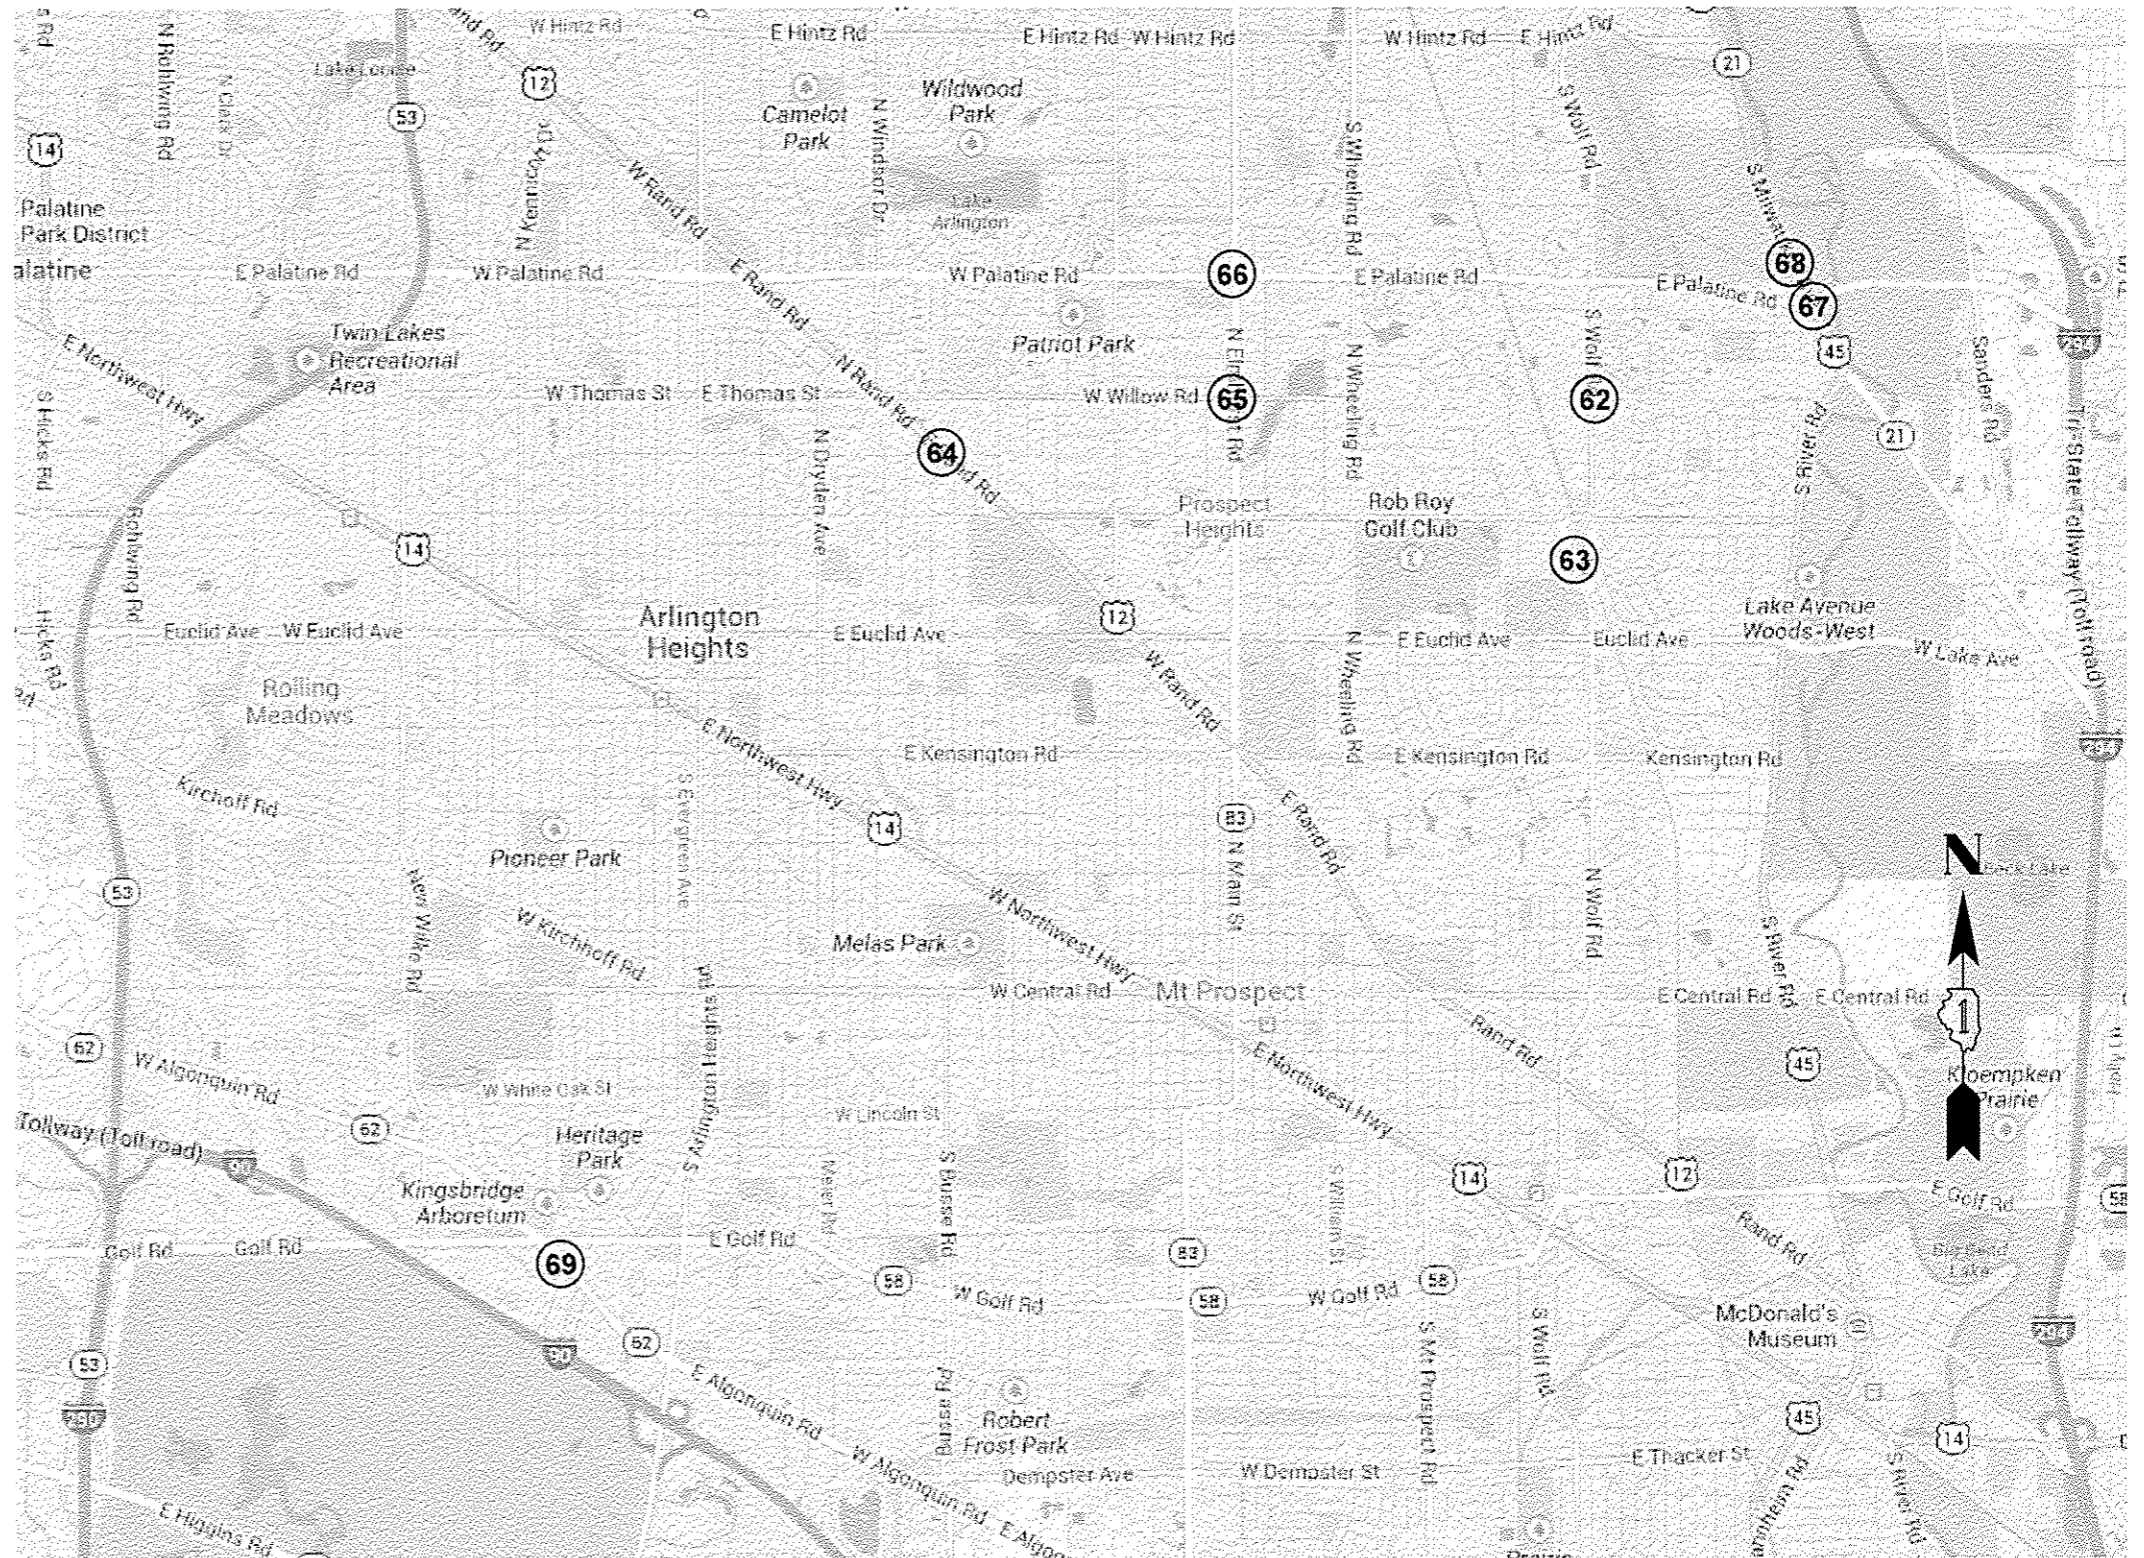 S Rd
N Rohlwing Rd
N Clark Dr
Lake Louise
53
and Rd
12
W Hintz Rd
E Hintz Rd
E Hintz Rd
W Hintz Rd
W Hintz Rd
E Hintz Rd
21
14
Camelot
Park
Wildwood
Park
N Windsor Dr
N Kennicott Dr
W Rand Rd
S Wheeling Rd
S Wolf Rd
Palatine
Park District
Lake
Arlington
alatine
E Palatine Rd
W Palatine Rd
E Rand Rd
W Palatine Rd
66
E Palatine Rd
E Palatine Rd
68
67
45
E Northwest Hwy
Twin Lakes
Recreational
Area
Patriot Park
N Wheeling Rd
Sanders Rd
S Hicks Rd
W Thomas St
E Thomas St
N Rand Rd
W Willow Rd
65
62
64
N Dryden Ave
S River Rd
21
Tri-State Tollway (Toll road)
Rohlwing Rd
14
Prospect
Heights
Rob Roy
Golf Club
63
Hicks Rd
Euclid Ave
W Euclid Ave
Arlington
Heights
E Euclid Ave
12
E Euclid Ave
Euclid Ave
Lake Avenue
Woods-West
W Lake Ave
Rd
Rolling
Meadows
W Rand Rd
N Wheeling Rd
E Northwest Hwy
E Kensington Rd
E Kensington Rd
Kensington Rd
294
Kirchoff Rd
S Evergreen Ave
14
83
E Rand Rd
Pioneer Park
N Main St
N
Beck Lake
53
New Wilke Rd
W Kirchhoff Rd
Melas Park
W Northwest Hwy
N Wolf Rd
S River Rd
W Central Rd
Mt Prospect
E Central Rd
E Central Rd
1
62
W Algonquin Rd
S Arlington Heights Rd
Rand Rd
45
Kloempken
Prairie
W White Oak St
W Lincoln St
E Northwest Hwy
Tollway (Toll road)
62
90
Heritage
Park
Kingsbridge
Arboretum
Meier Rd
S Busse Rd
S William St
14
12
E Golf Rd
58
Golf Rd
Golf Rd
69
E Golf Rd
58
W Golf Rd
83
58
W Golf Rd
58
Rand Rd
Big Bend
Lake
McDonald's
Museum
53
90
62
S Mt Prospect Rd
S Wolf Rd
294
290
E Algonquin Rd
Busse Rd
Robert
Frost Park
45
14
W Algonquin Rd
Dempster Ave
W Dempster St
E Thacker St
S River Rd
E Higgins Rd
E Algon